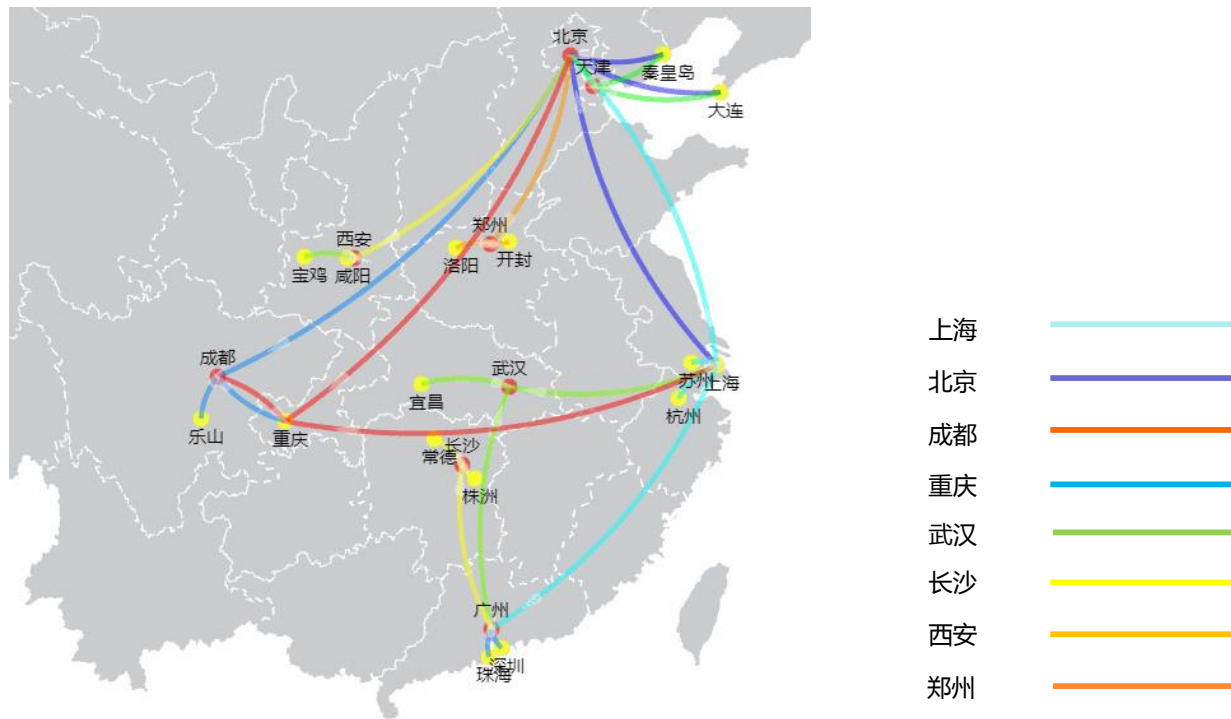 北京
天津
秦皇岛
大连
郑州
西安
开封
洛阳
宝鸡
咸阳
成都
武汉
苏州
上海
宜昌
杭州
乐山
重庆
长沙
常德
株洲
广州
深圳
珠海
上海
北京
成都
重庆
武汉
长沙
西安
郑州